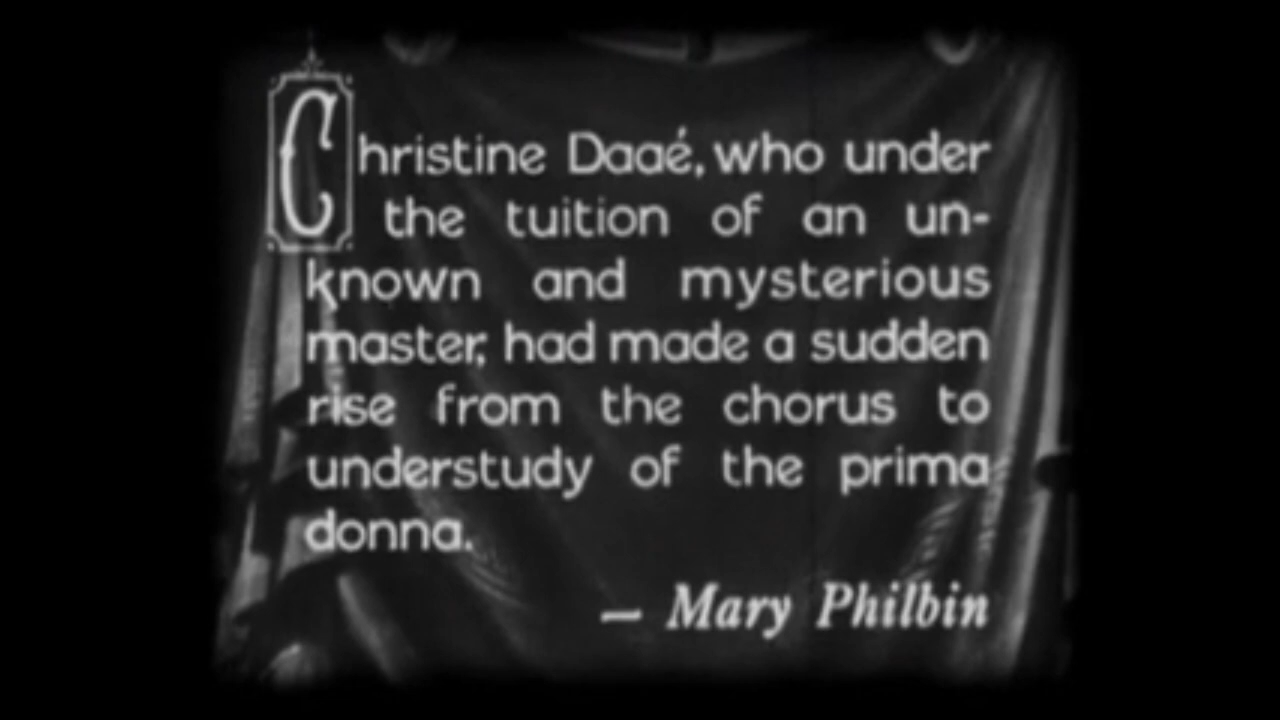 Christine Daaé, who under
the tuition of an un-
known and mysterious
master, had made a sudden
rise from the chorus to
understudy of the prima
donna.
— Mary Philbin